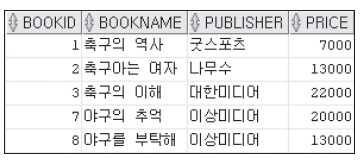 BOOKID BOOKNAME PUBLISHER PRICE
1 축구의 역사 굿스포츠 7000
2 축구아는 여자 나무수 13000
3 축구의 이해 대한미디어 22000
7 야구의 추억 이상미디어 20000
8 야구를 부탁해 이상미디어 13000